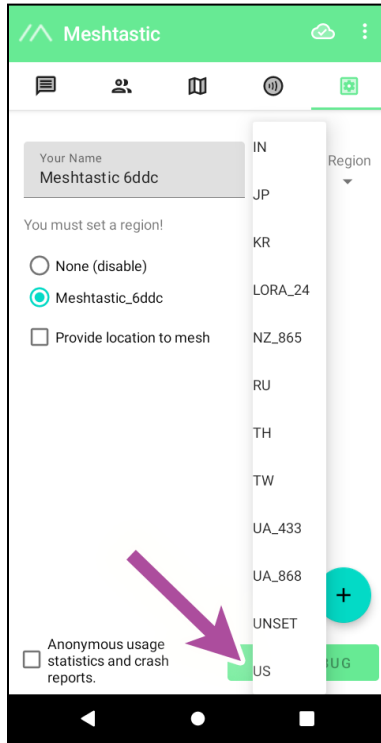 Meshtastic
Your Name
Meshtastic 6ddc
Region
You must set a region!
None (disable)
Meshtastic_6ddc
Provide location to mesh
IN
JP
KR
LORA_24
NZ_865
RU
TH
TW
UA_433
UA_868
UNSET
US
Anonymous usage
statistics and crash
reports.
UG